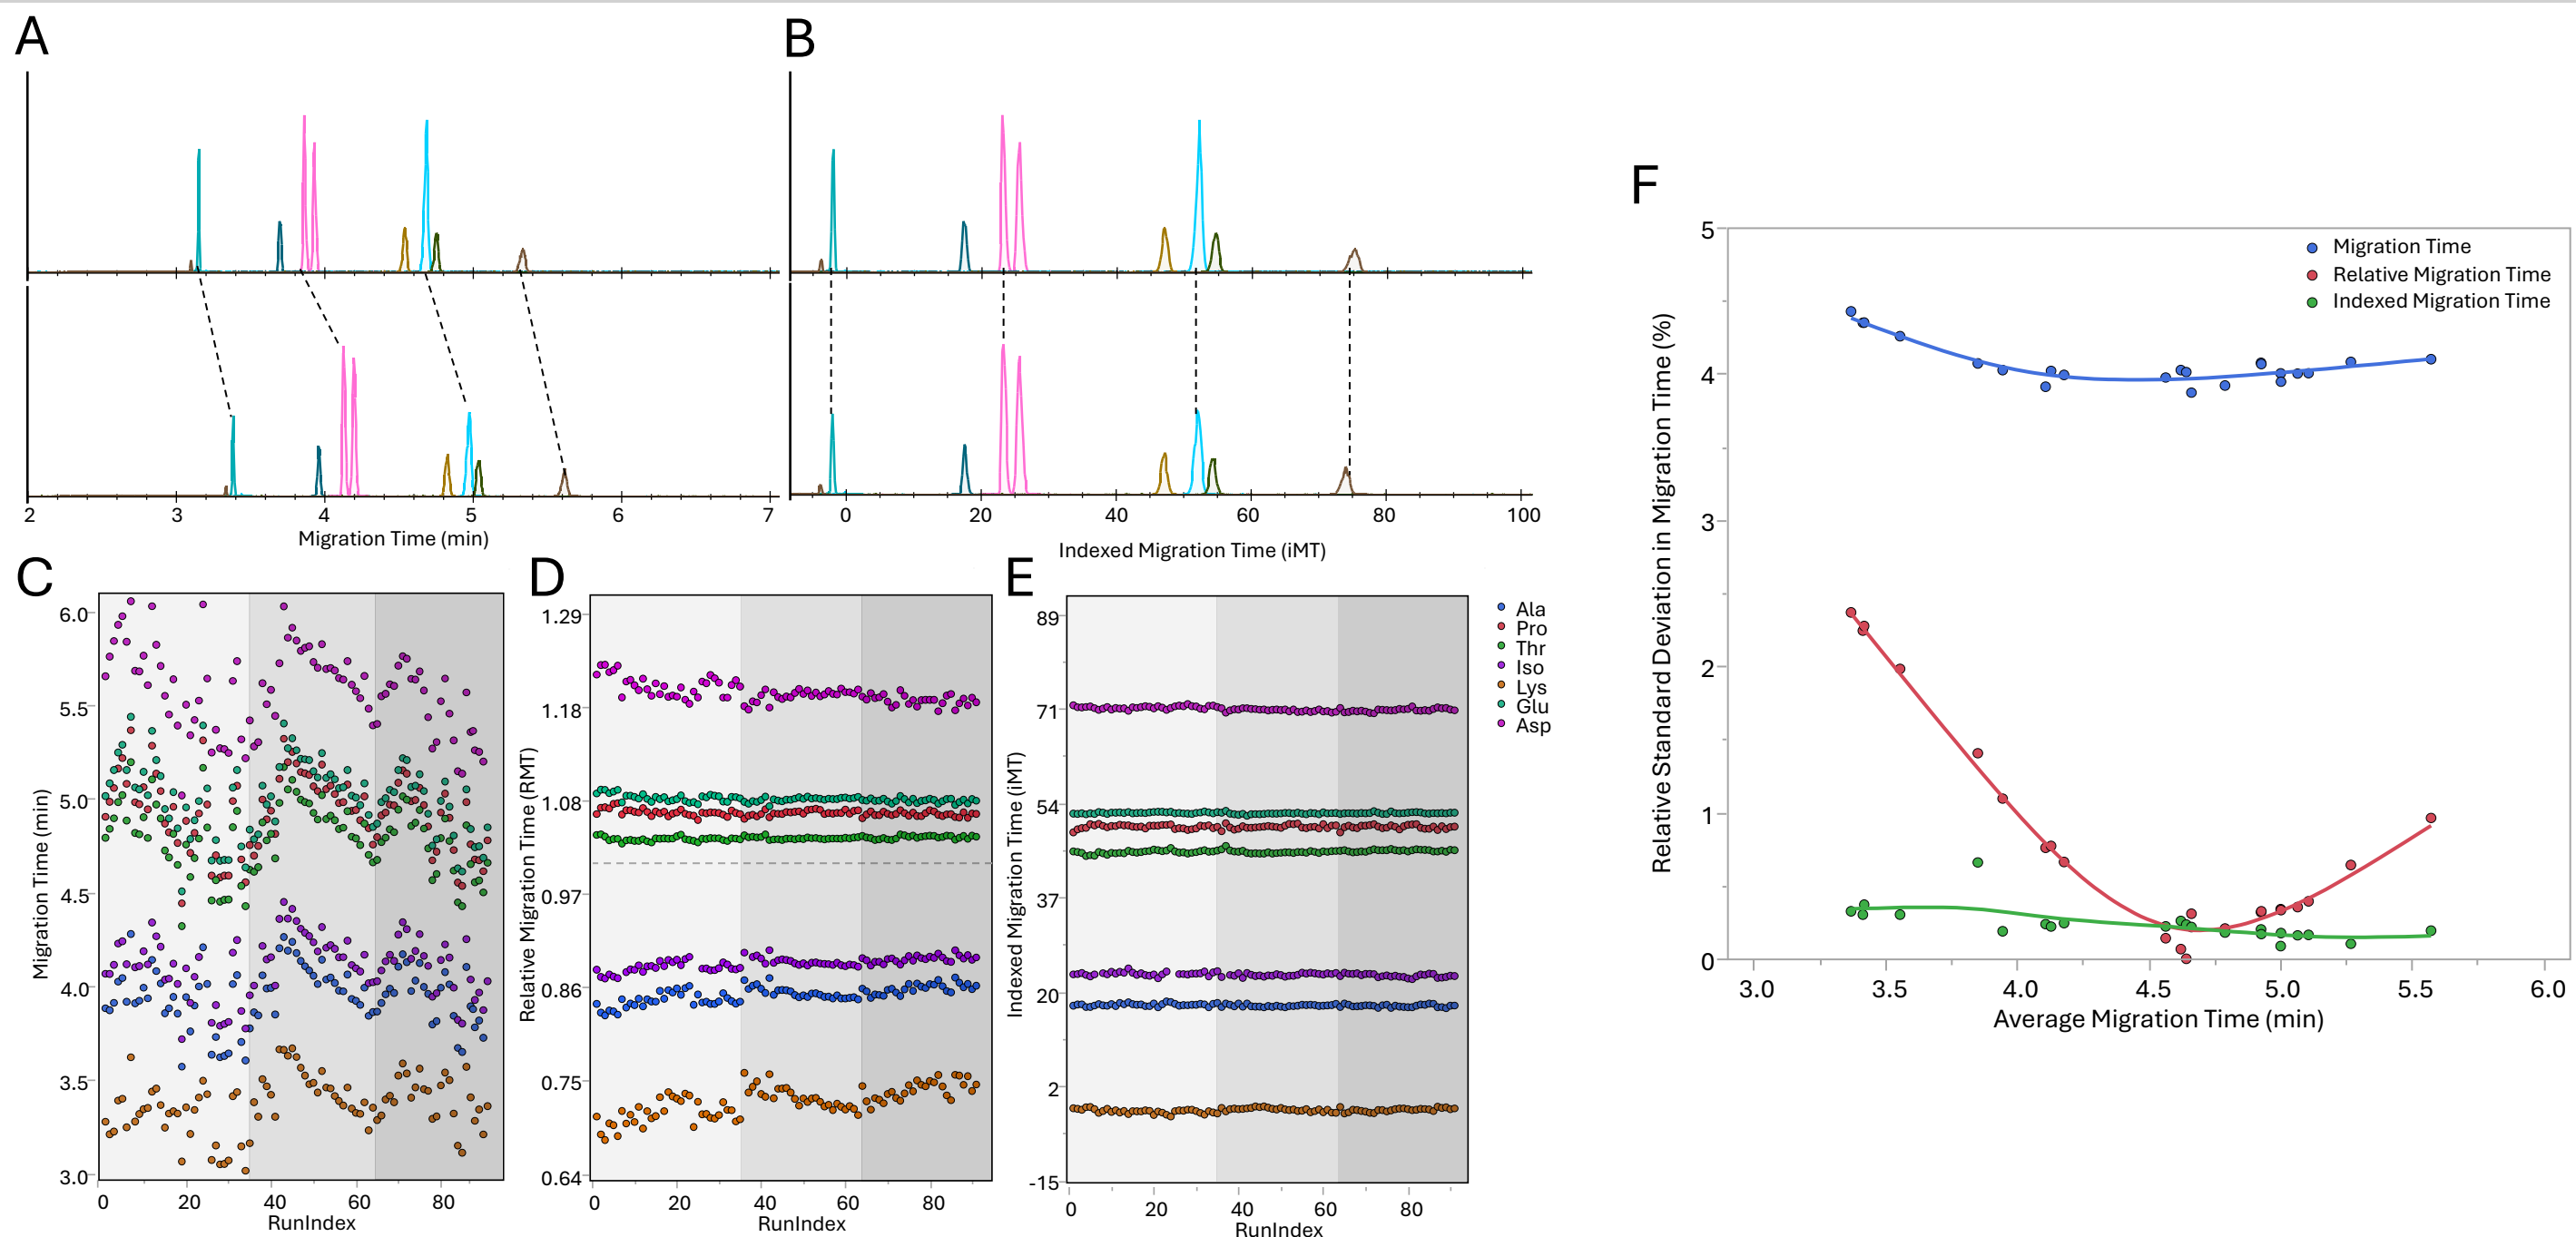 A
B
2
3
4
5
6
7
Migration Time (min)
0
20
40
60
80
100
Indexed Migration Time (iMT)
C
6.0
5.5
5.0
4.5
4.0
3.5
3.0
Migration Time (min)
0
20
40
60
80
RunIndex
D
1.29
1.18
1.08
0.97
0.86
0.75
0.64
Relative Migration Time (RMT)
0
20
40
60
80
RunIndex
E
89
71
54
37
20
2
-15
Indexed Migration Time (iMT)
0
20
40
60
80
RunIndex
Ala
Pro
Thr
Iso
Lys
Glu
Asp
F
5
4
3
2
1
0
Relative Standard Deviation in Migration Time (%)
Migration Time
Relative Migration Time
Indexed Migration Time
3.0
3.5
4.0
4.5
5.0
5.5
6.0
Average Migration Time (min)